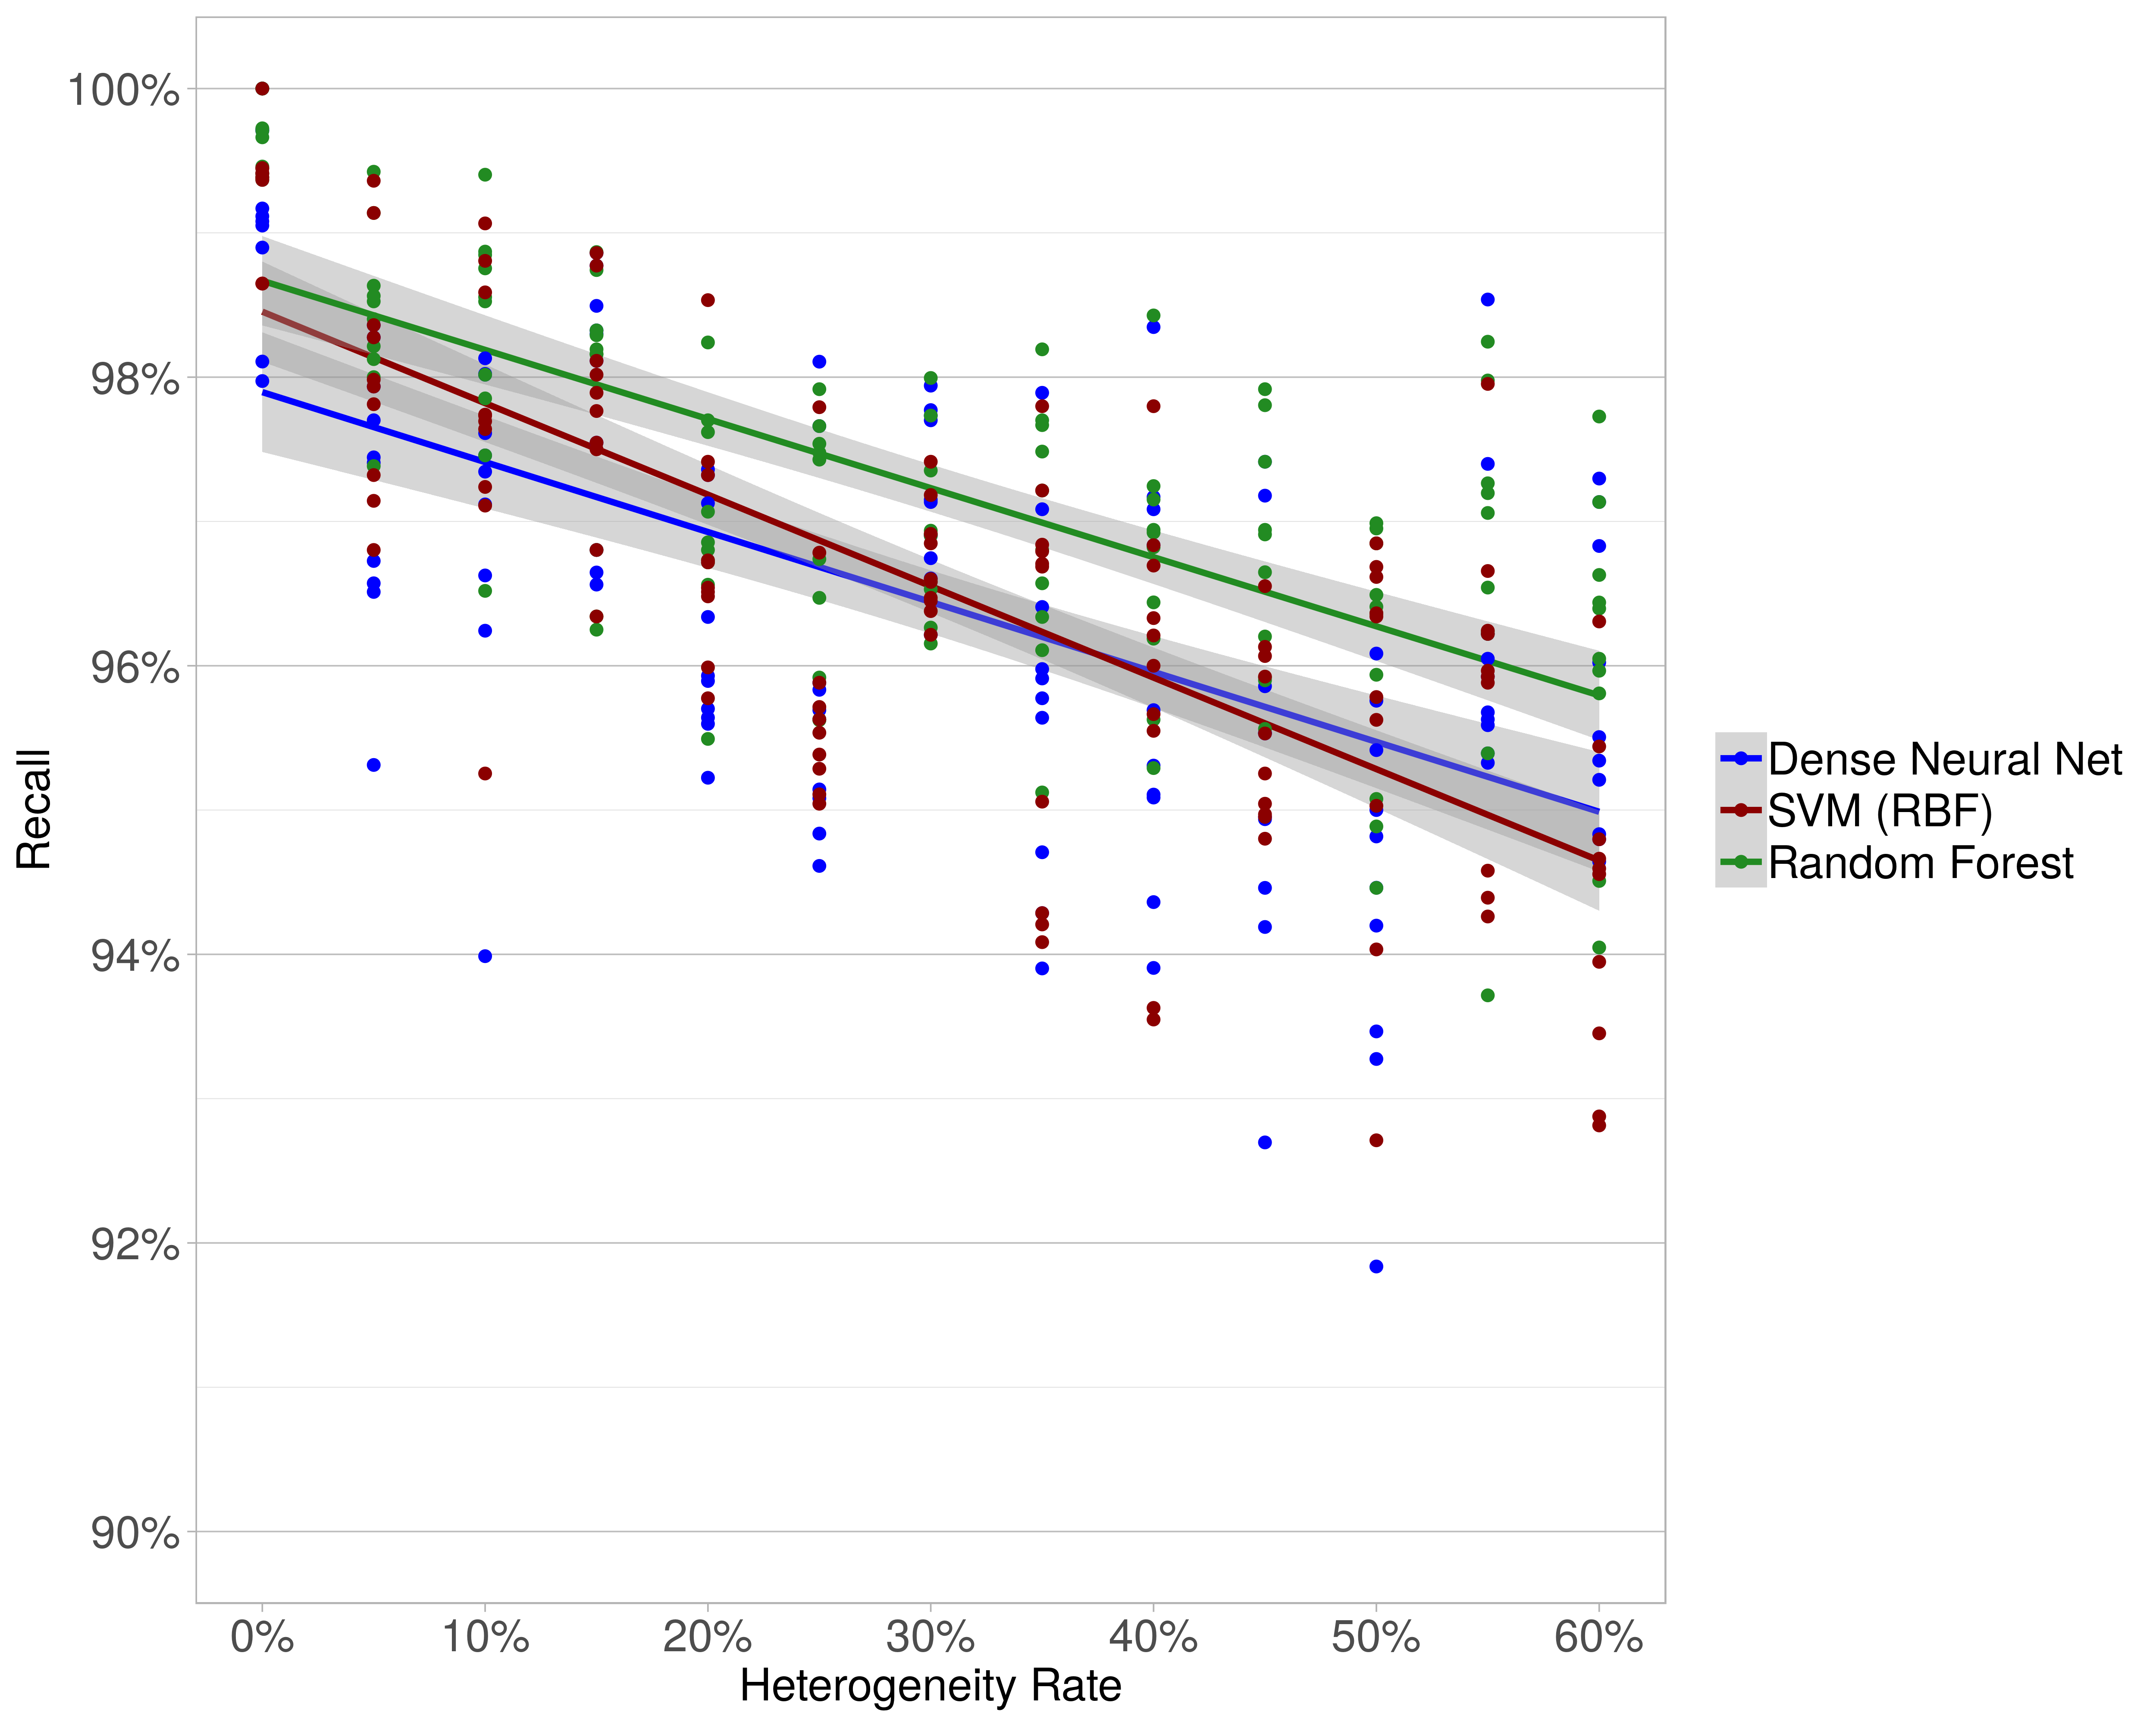 100%
98%
96%
94%
92%
90%
Recall
0% 10% 20% 30% 40% 50% 60%
Heterogeneity Rate
Dense Neural Net
SVM (RBF)
Random Forest